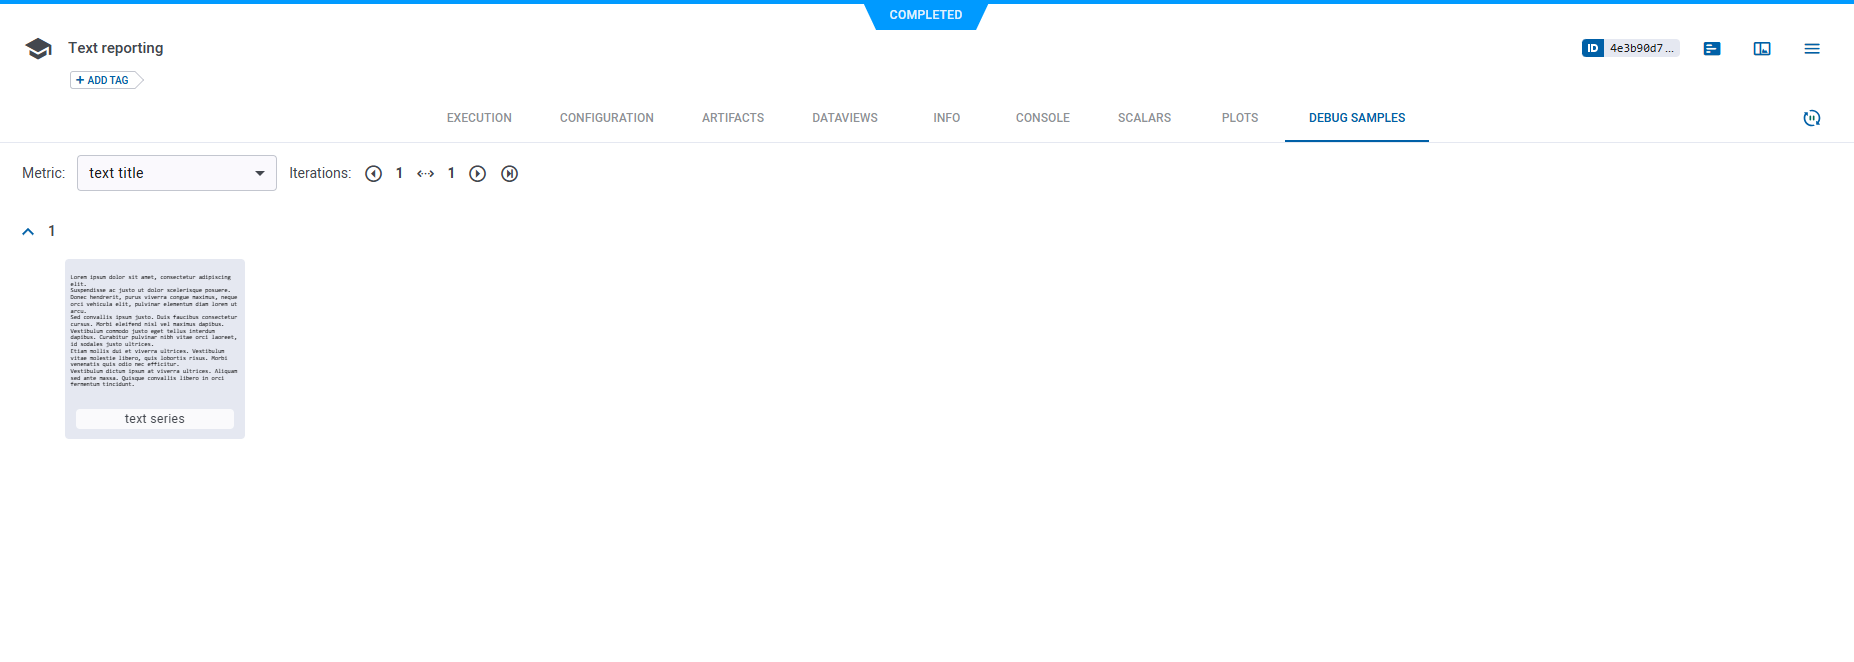 COMPLETED
Text reporting
ID 4e3b90d7...
+ ADD TAG
EXECUTION CONFIGURATION ARTIFACTS DATAVIEWS INFO CONSOLE SCALARS PLOTS DEBUG SAMPLES
Metric: text title Iterations: 1 1
1
Lorem ipsum dolor sit amet, consectetur adipiscing
elit.
Suspendisse ac justo ut dolor scelerisque posuere.
Donec hendrerit, purus viverra congue maximus, neque
orci vehicula elit, pulvinar elementum diam lorem ut
arcu.
Sed convallis ipsum justo. Duis faucibus consectetur
cursus. Morbi eleifend nisl vel maximus dapibus.
Vestibulum commodo justo eget tellus interdum
dapibus. Curabitur pulvinar nibh vitae orci laoreet,
id sodales justo ultrices.
Etiam mollis dui et viverra ultrices. Vestibulum
vitae molestie libero, quis lobortis risus. Morbi
venenatis quis odio nec efficitur.
Vestibulum dictum ipsum at viverra ultrices. Aliquam
sed ante massa. Quisque convallis libero in orci
fermentum tincidunt.
text series